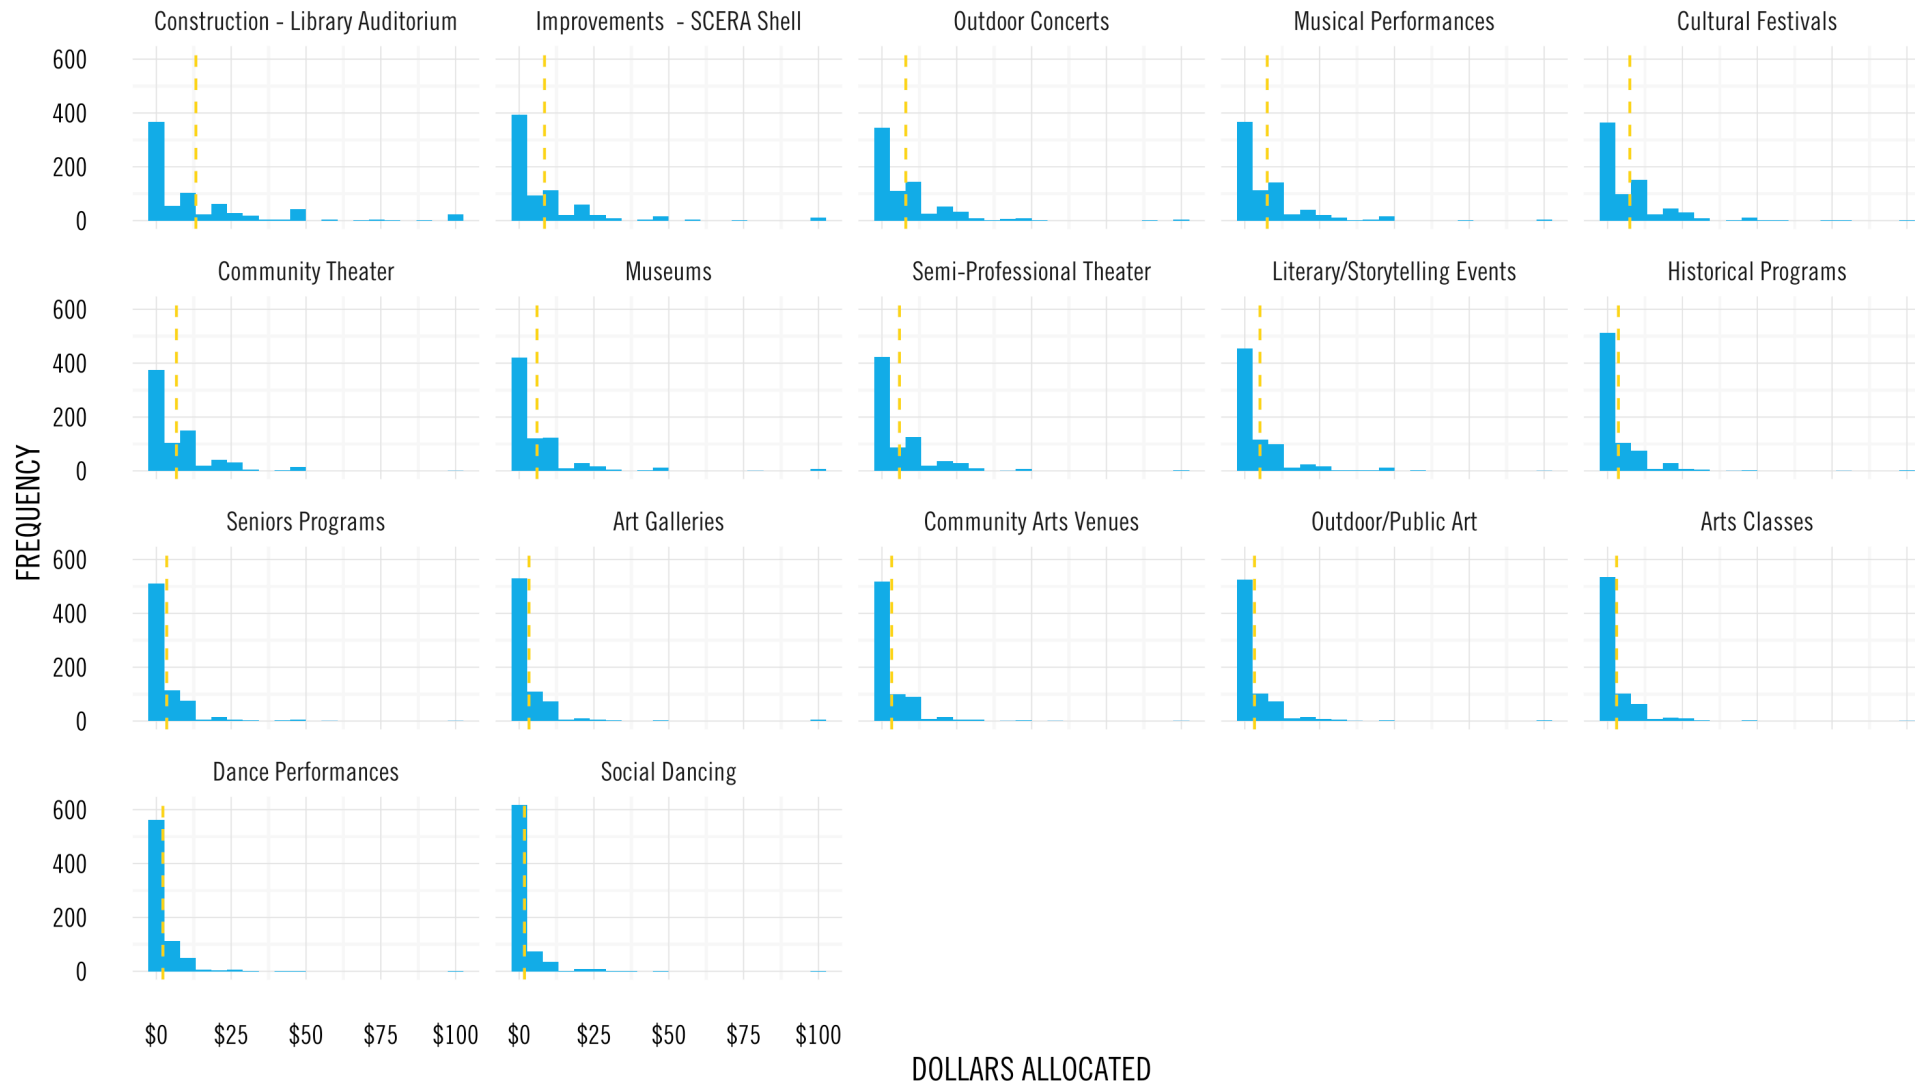 Construction - Library Auditorium
Improvements - SCERA Shell
Outdoor Concerts
Musical Performances
Cultural Festivals
600
400
200
0
Community Theater
Museums
Semi-Professional Theater
Literary/Storytelling Events
Historical Programs
600
400
200
0
FREQUENCY
Seniors Programs
Art Galleries
Community Arts Venues
Outdoor/Public Art
Arts Classes
600
400
200
0
Dance Performances
Social Dancing
600
400
200
0
$0 $25 $50 $75 $100
$0 $25 $50 $75 $100
DOLLARS ALLOCATED